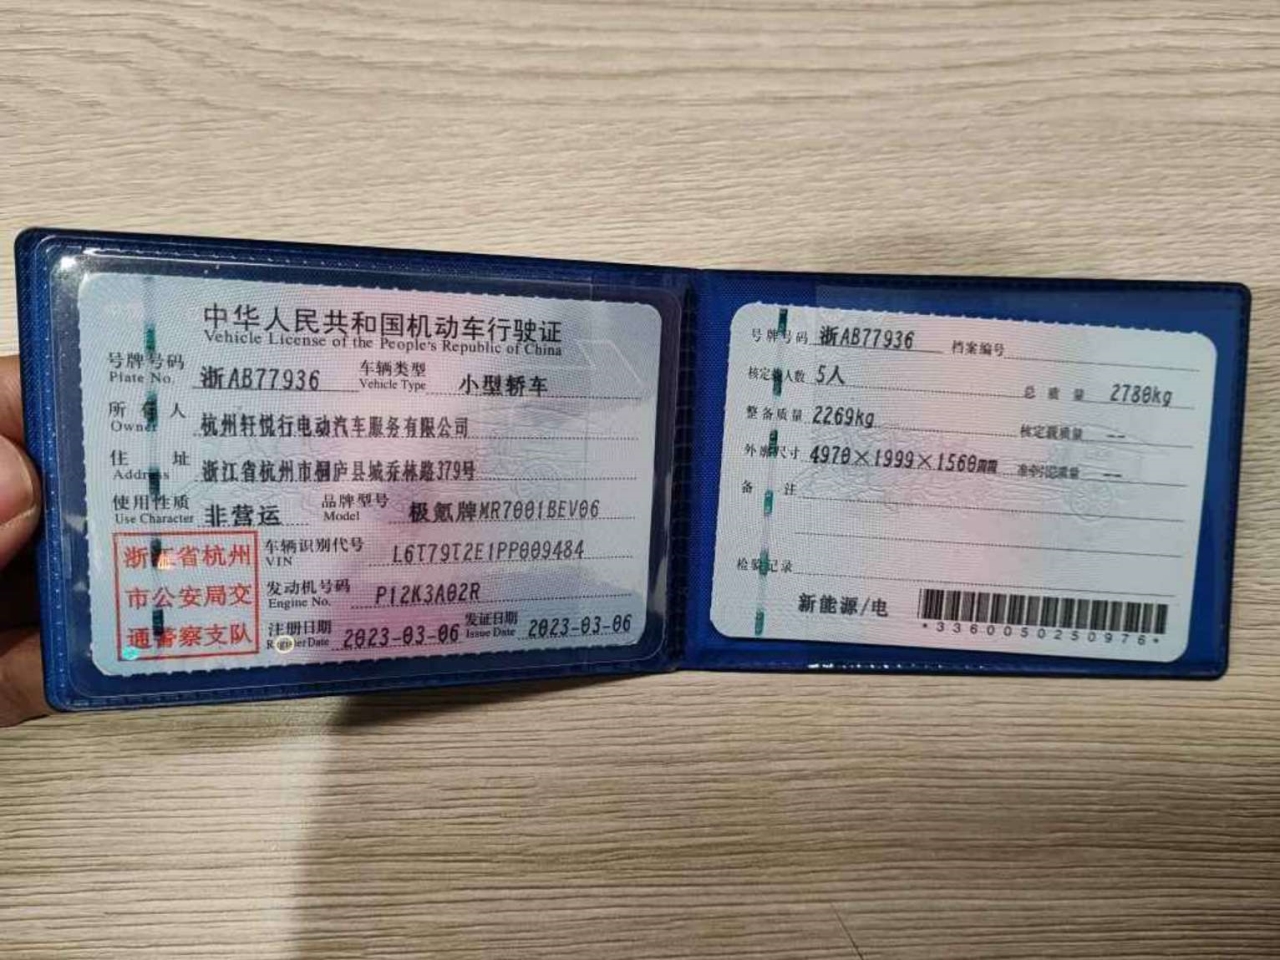 中华人民共和国机动车行驶证
Vehicle License of the People's Republic of China
号牌号码 浙AB77936 车辆类型 小型轿车
Plate No. Vehicle Type
所有人 杭州轩悦行电动汽车服务有限公司
Owner
住址 浙江省杭州市桐庐县城乔林路379号
Address
使用性质 非营运 品牌型号 极氪牌MR7001BEV06
Use Character Model
浙江省杭州
市公安局交
通警察支队
车辆识别代号 L6T79T2E1PP009484
VIN
发动机号码 P12K3A02R
Engine No.
注册日期 2023-03-06 发证日期 2023-03-06
Register Date Issue Date
号牌号码 浙AB77936 档案编号
核定载人数 5人 总质量 2780kg
整备质量 2269kg 核定载质量 --
外廓尺寸 4970×1999×1560mm 准牵引总质量 --
备注
检验记录
新能源/电
*3360050250976*